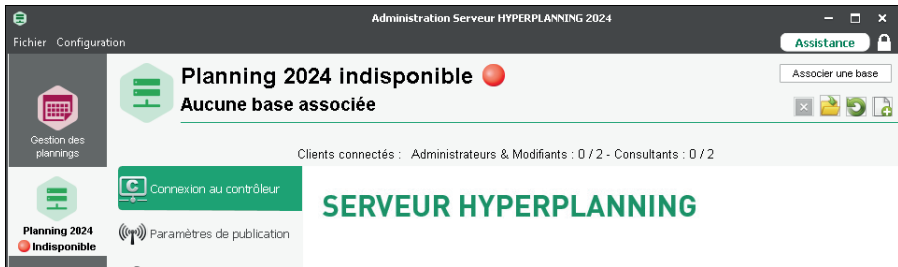 Administration Serveur HYPERPLANNING 2024
Fichier Configuration
Assistance
Planning 2024 indisponible
Associer une base
Aucune base associée
Gestion des
plannings
Clients connectés : Administrateurs & Modifiants : 0 / 2 - Consultants : 0 / 2
C Connexion au contrôleur
SERVEUR HYPERPLANNING
Planning 2024
Indisponible
Paramètres de publication